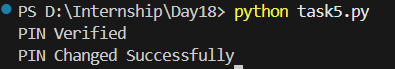 PS D:\Internship\Day18> python task5.py
PIN Verified
PIN Changed Successfully